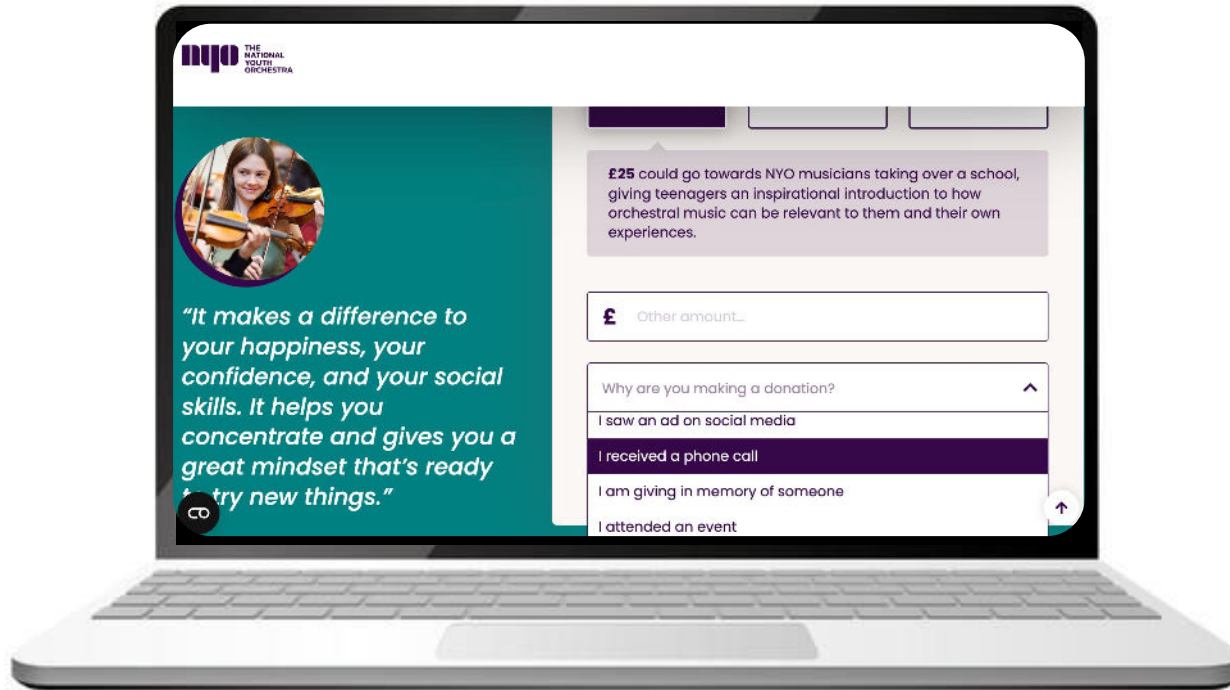 nyo
THE
NATIONAL
YOUTH
ORCHESTRA
“It makes a difference to
your happiness, your
confidence, and your social
skills. It helps you
concentrate and gives you a
great mindset that’s ready
to try new things.”
£25 could go towards NYO musicians taking over a school,
giving teenagers an inspirational introduction to how
orchestral music can be relevant to them and their own
experiences.
£ Other amount...
Why are you making a donation?
I saw an ad on social media
I received a phone call
I am giving in memory of someone
I attended an event